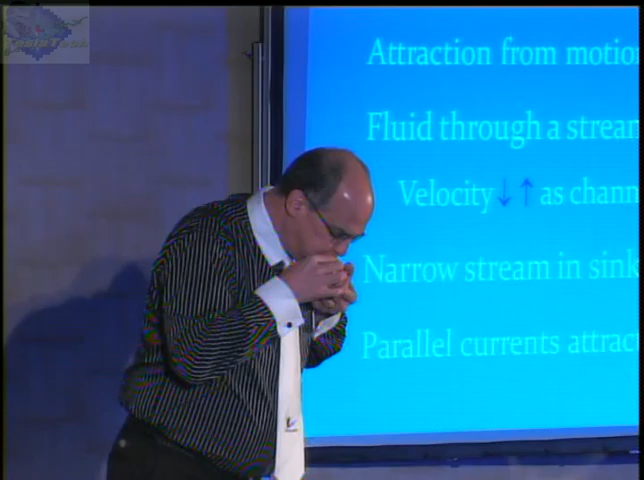 Attraction from motio
Fluid through a strea
Velocity ↓ ↑ as chann
Narrow stream in sink
Parallel currents attrac